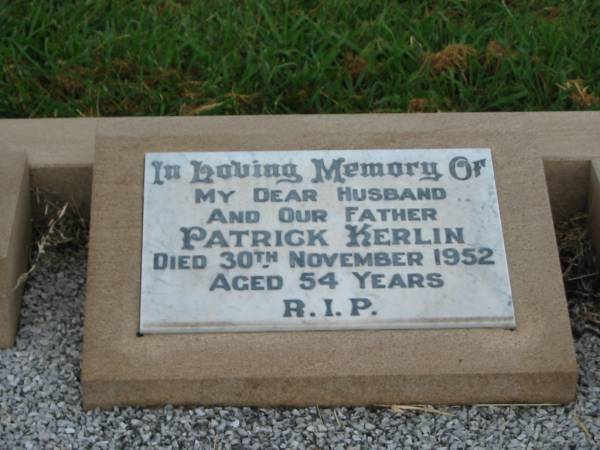 In Loving Memory Of
My Dear Husband
And Our Father
Patrick Kerlin
Died 30th November 1952
Aged 54 Years
R.I.P.